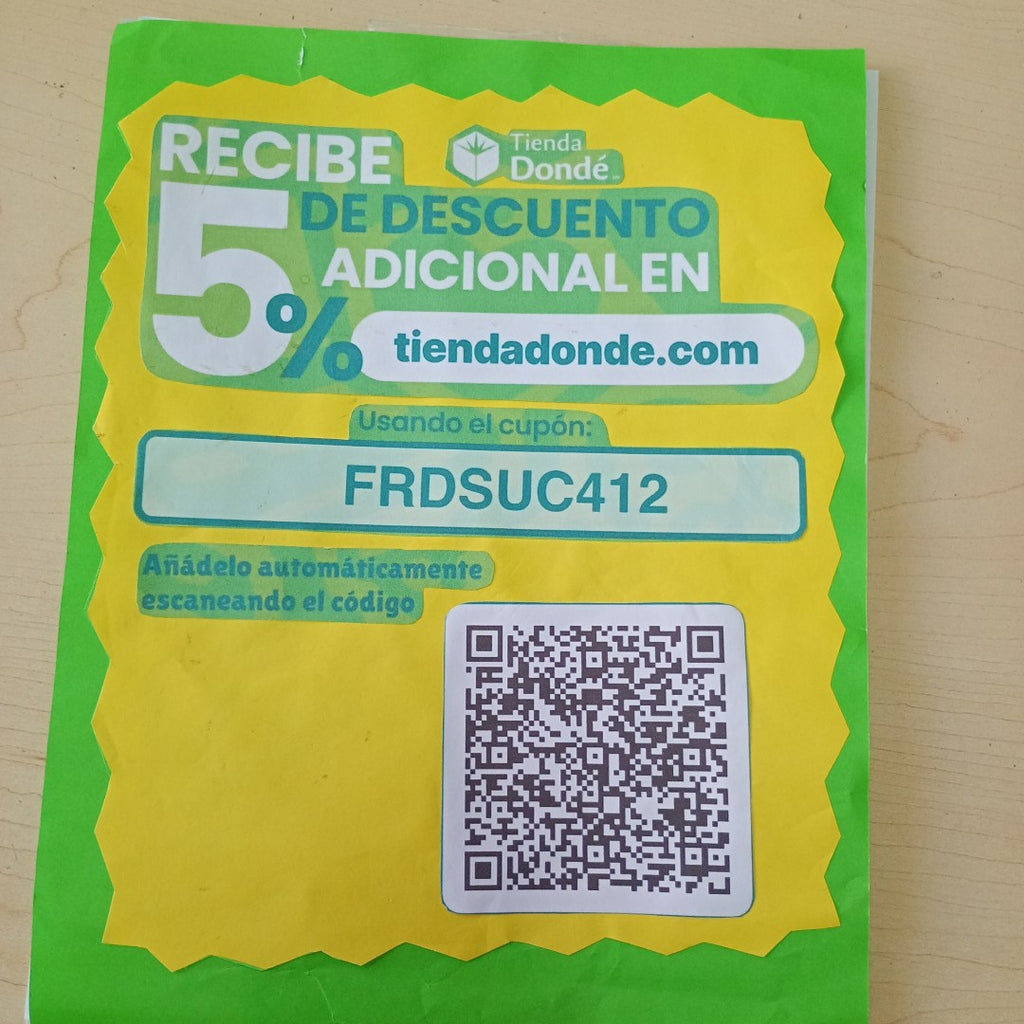 RECIBE
Tienda
Dondé
5%
DE DESCUENTO
ADICIONAL EN
tiendadonde.com
Usando el cupón:
FRDSUC412
Añádelo automáticamente
escaneando el código